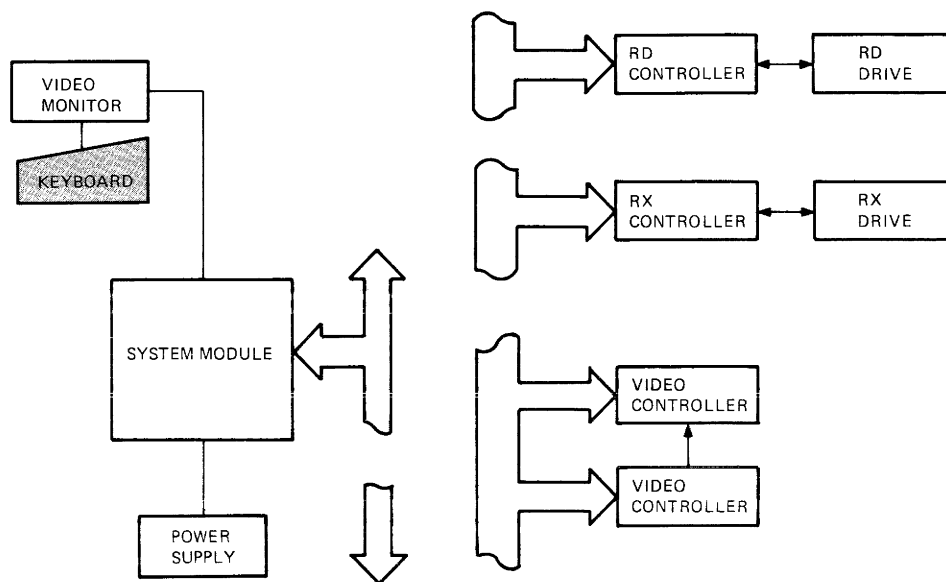 VIDEO
MONITOR
KEYBOARD
SYSTEM MODULE
POWER
SUPPLY
RD
CONTROLLER
RD
DRIVE
RX
CONTROLLER
RX
DRIVE
VIDEO
CONTROLLER
VIDEO
CONTROLLER